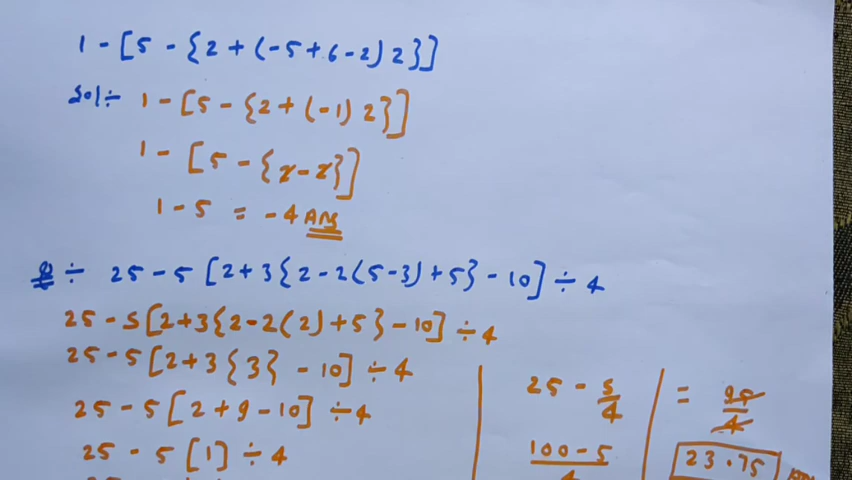 1 - [5 - {2 + (-5+6-2) 2}]
Sol÷ 1 - [5 - {2 + (-1) 2}]
1 - [5 - {2 - 2}]
1 - 5 = -4 Ans
Q ÷ 25 - 5 [2+3{2-2(5-3)+5} - 10] ÷ 4
25 - 5[2+3{2-2(2)+5} - 10] ÷ 4
25 - 5 [2+3{3} - 10] ÷ 4
25 - 5 [2+9-10] ÷ 4
25 - 5 [1] ÷ 4
25 - 5/4
100-5/4
= 95/4
23.75